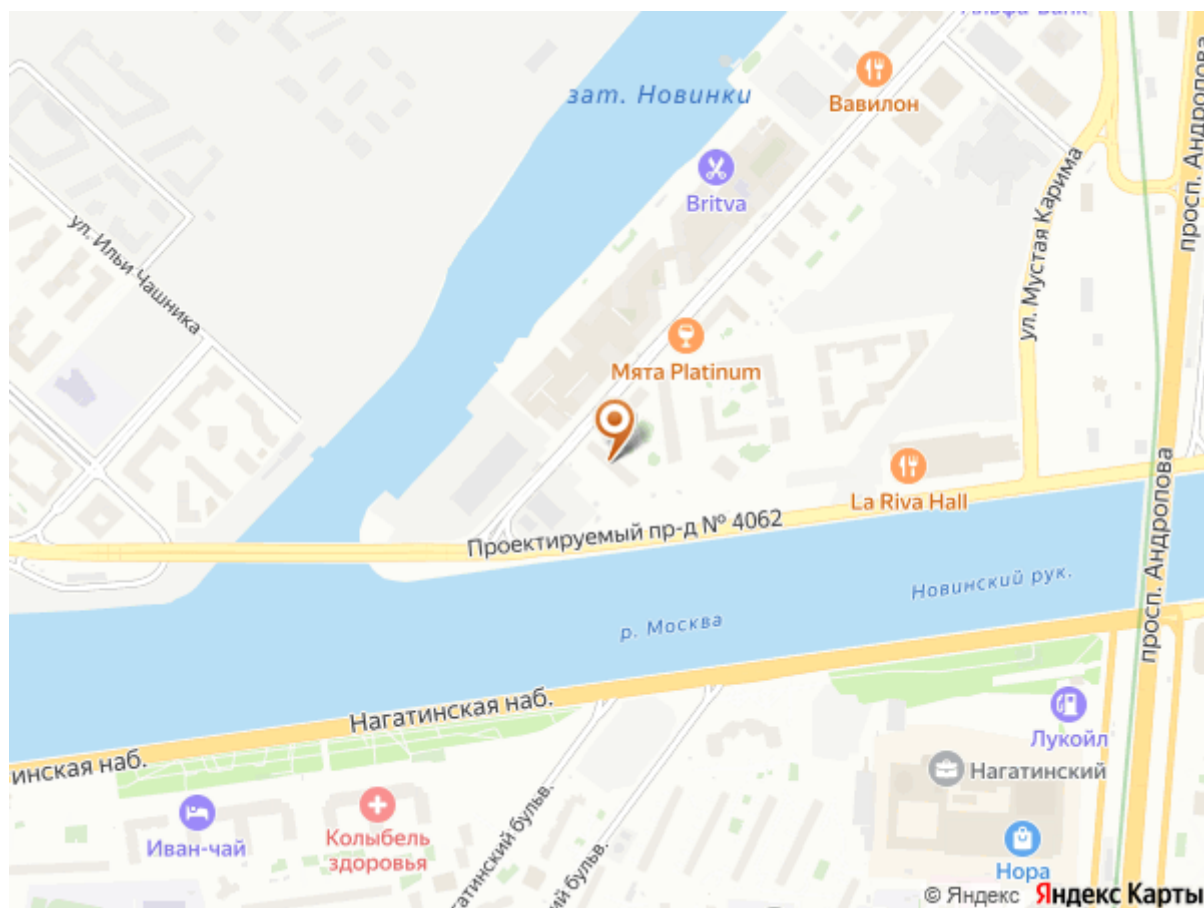 Альфа-Банк
зат. Новинки
Вавилон
просп. Андропова
Britva
ул. Мустая Карима
ул. Ильи Чашника
Мята Platinum
La Riva Hall
Проектируемый пр-д № 4062
просп. Андропова
Новинский рук.
р. Москва
Нагатинская наб.
инская наб.
Лукойл
Нагатинский
Иван-чай
Колыбель
здоровья
гатинский бульв.
кий бульв.
Нора
© Яндекс Яндекс Карты